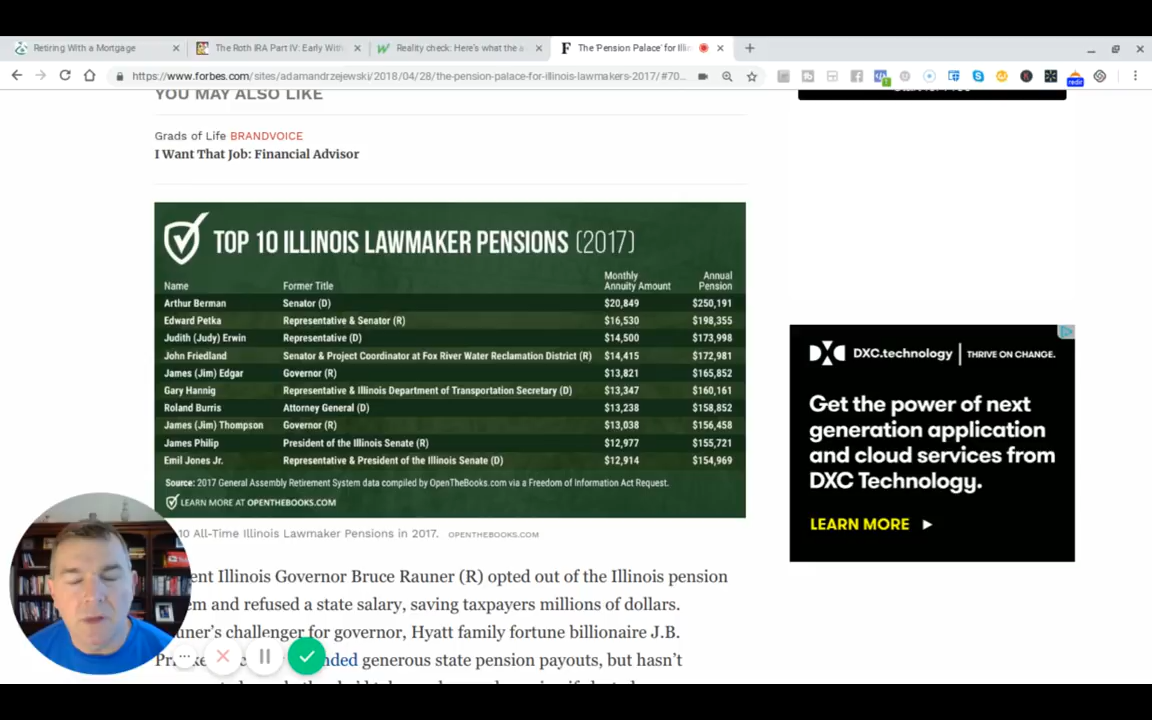 Retiring With a Mortgage
The Roth IRA Part IV: Early With
Reality check: Here's what the a
F The 'Pension Palace' for Illi
https://www.forbes.com/sites/adamandrzejewski/2018/04/28/the-pension-palace-for-illinois-lawmakers-2017/#70...
YOU MAY ALSO LIKE
Grads of Life BRANDVOICE
I Want That Job: Financial Advisor
TOP 10 ILLINOIS LAWMAKER PENSIONS (2017)
Name Former Title Monthly Annuity Amount Annual Pension
Arthur Berman Senator (D) $20,849 $250,191
Edward Petka Representative & Senator (R) $16,530 $198,355
Judith (Judy) Erwin Representative (D) $14,500 $173,998
John Friedland Senator & Project Coordinator at Fox River Water Reclamation District (R) $14,415 $172,981
James (Jim) Edgar Governor (R) $13,821 $165,852
Gary Hannig Representative & Illinois Department of Transportation Secretary (D) $13,347 $160,161
Roland Burris Attorney General (D) $13,238 $158,852
James (Jim) Thompson Governor (R) $13,038 $156,458
James Philip President of the Illinois Senate (R) $12,977 $155,721
Emil Jones Jr. Representative & President of the Illinois Senate (D) $12,914 $154,969
Source: 2017 General Assembly Retirement System data compiled by OpenTheBooks.com via a Freedom of Information Act Request.
LEARN MORE AT OPENTHEBOOKS.COM
10 All-Time Illinois Lawmaker Pensions in 2017. OPENTHEBOOKS.COM
ent Illinois Governor Bruce Rauner (R) opted out of the Illinois pension
em and refused a state salary, saving taxpayers millions of dollars.
uner's challenger for governor, Hyatt family fortune billionaire J.B.
nded generous state pension payouts, but hasn't
DXC.technology | THRIVE ON CHANGE.
Get the power of next
generation application
and cloud services from
DXC Technology.
LEARN MORE
redir